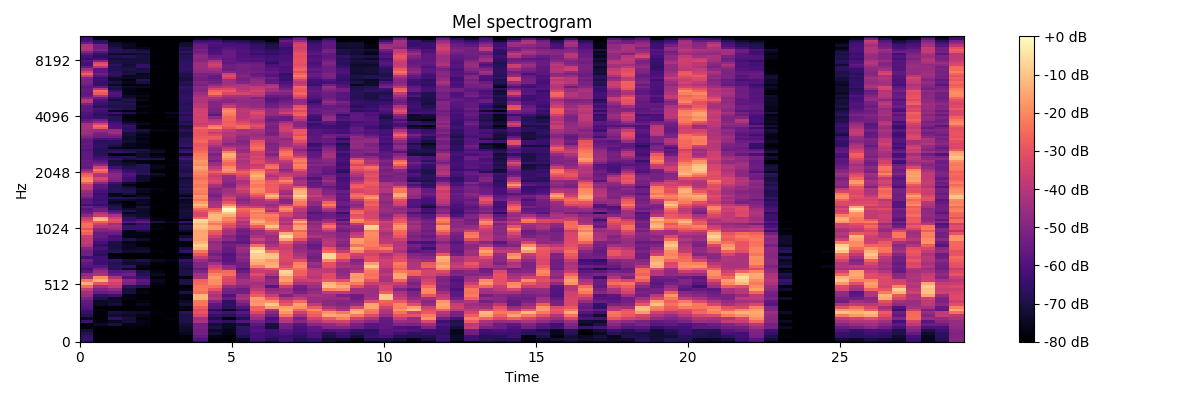 Mel spectrogram
Hz
8192
4096
2048
1024
512
0
0 5 10 15 20 25
Time
+0 dB
-10 dB
-20 dB
-30 dB
-40 dB
-50 dB
-60 dB
-70 dB
-80 dB